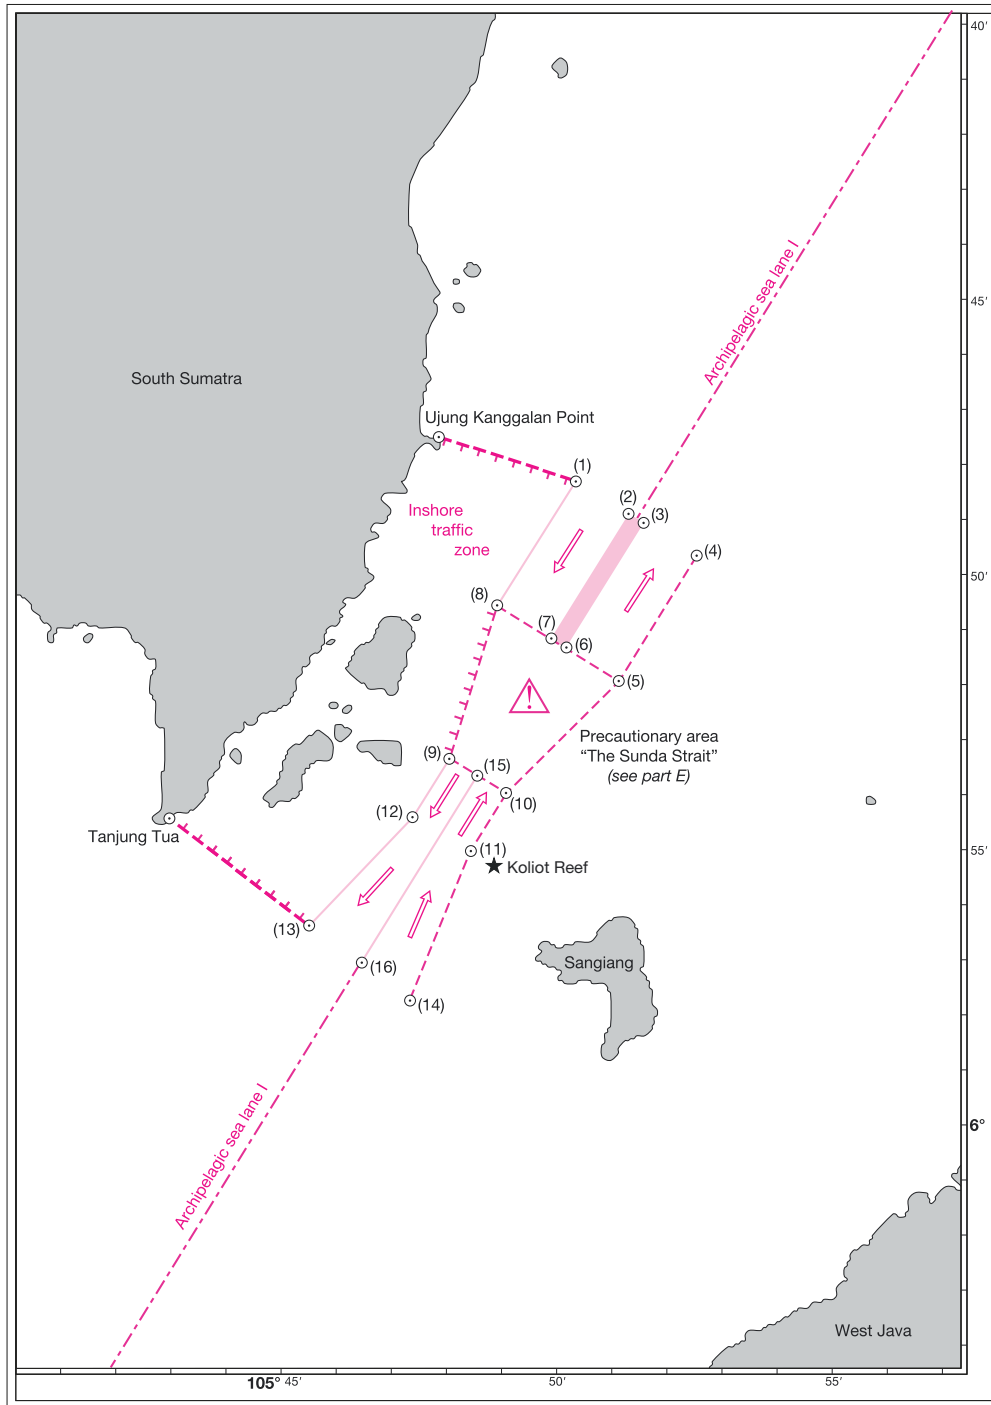 40′
Archipelagic sea lane I
45′
South Sumatra
Ujung Kanggalan Point
(1)
(2)
(3)
Inshore
traffic
zone
(4)
50′
(8)
(7)
(6)
(5)
!
Precautionary area
“The Sunda Strait”
(see part E)
(9)
(15)
(10)
(12)
Tanjung Tua
(11)
55′
Koliot Reef
(13)
(16)
Sangiang
(14)
Archipelagic sea lane I
6°
West Java
105° 45′
50′
55′